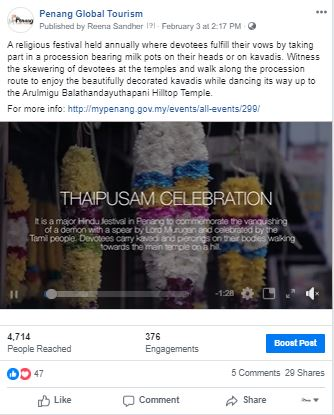 Penang Global Tourism
Published by Reena Sandher [?] · February 3 at 2:17 PM ·
A religious festival held annually where devotees fulfill their vows by taking
part in a procession bearing milk pots on their heads or on kavadis. Witness
the skewering of devotees at the temples and walk along the procession
route to enjoy the beautifully decorated kavadis while dancing its way up to
the Arulmigu Balathandayuthapani Hilltop Temple.
For more info: http://mypenang.gov.my/events/all-events/299/
THAIPUSAM CELEBRATION
It is a major Hindu festival in Penang to commemorate the vanquishing
of a demon with a spear by Lord Murugan and celebrated by the
Tamil people. Devotees carry kavadi and piercings on their bodies walking
towards the main temple on a hill.
-1:28
4,714
People Reached
376
Engagements
Boost Post
47
5 Comments 29 Shares
Like
Comment
Share